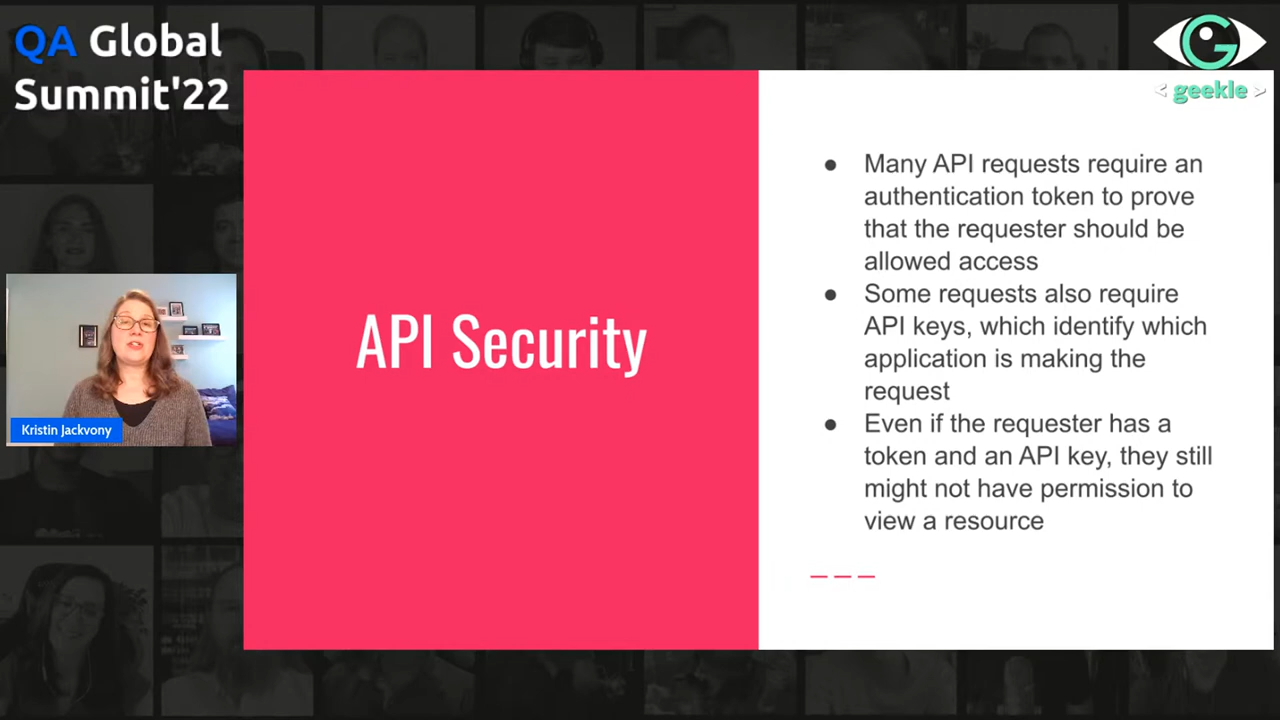 QA Global
Summit'22
G
< geekle >
API Security
● Many API requests require an
authentication token to prove
that the requester should be
allowed access
● Some requests also require
API keys, which identify which
application is making the
request
● Even if the requester has a
token and an API key, they still
might not have permission to
view a resource
Kristin Jackvony